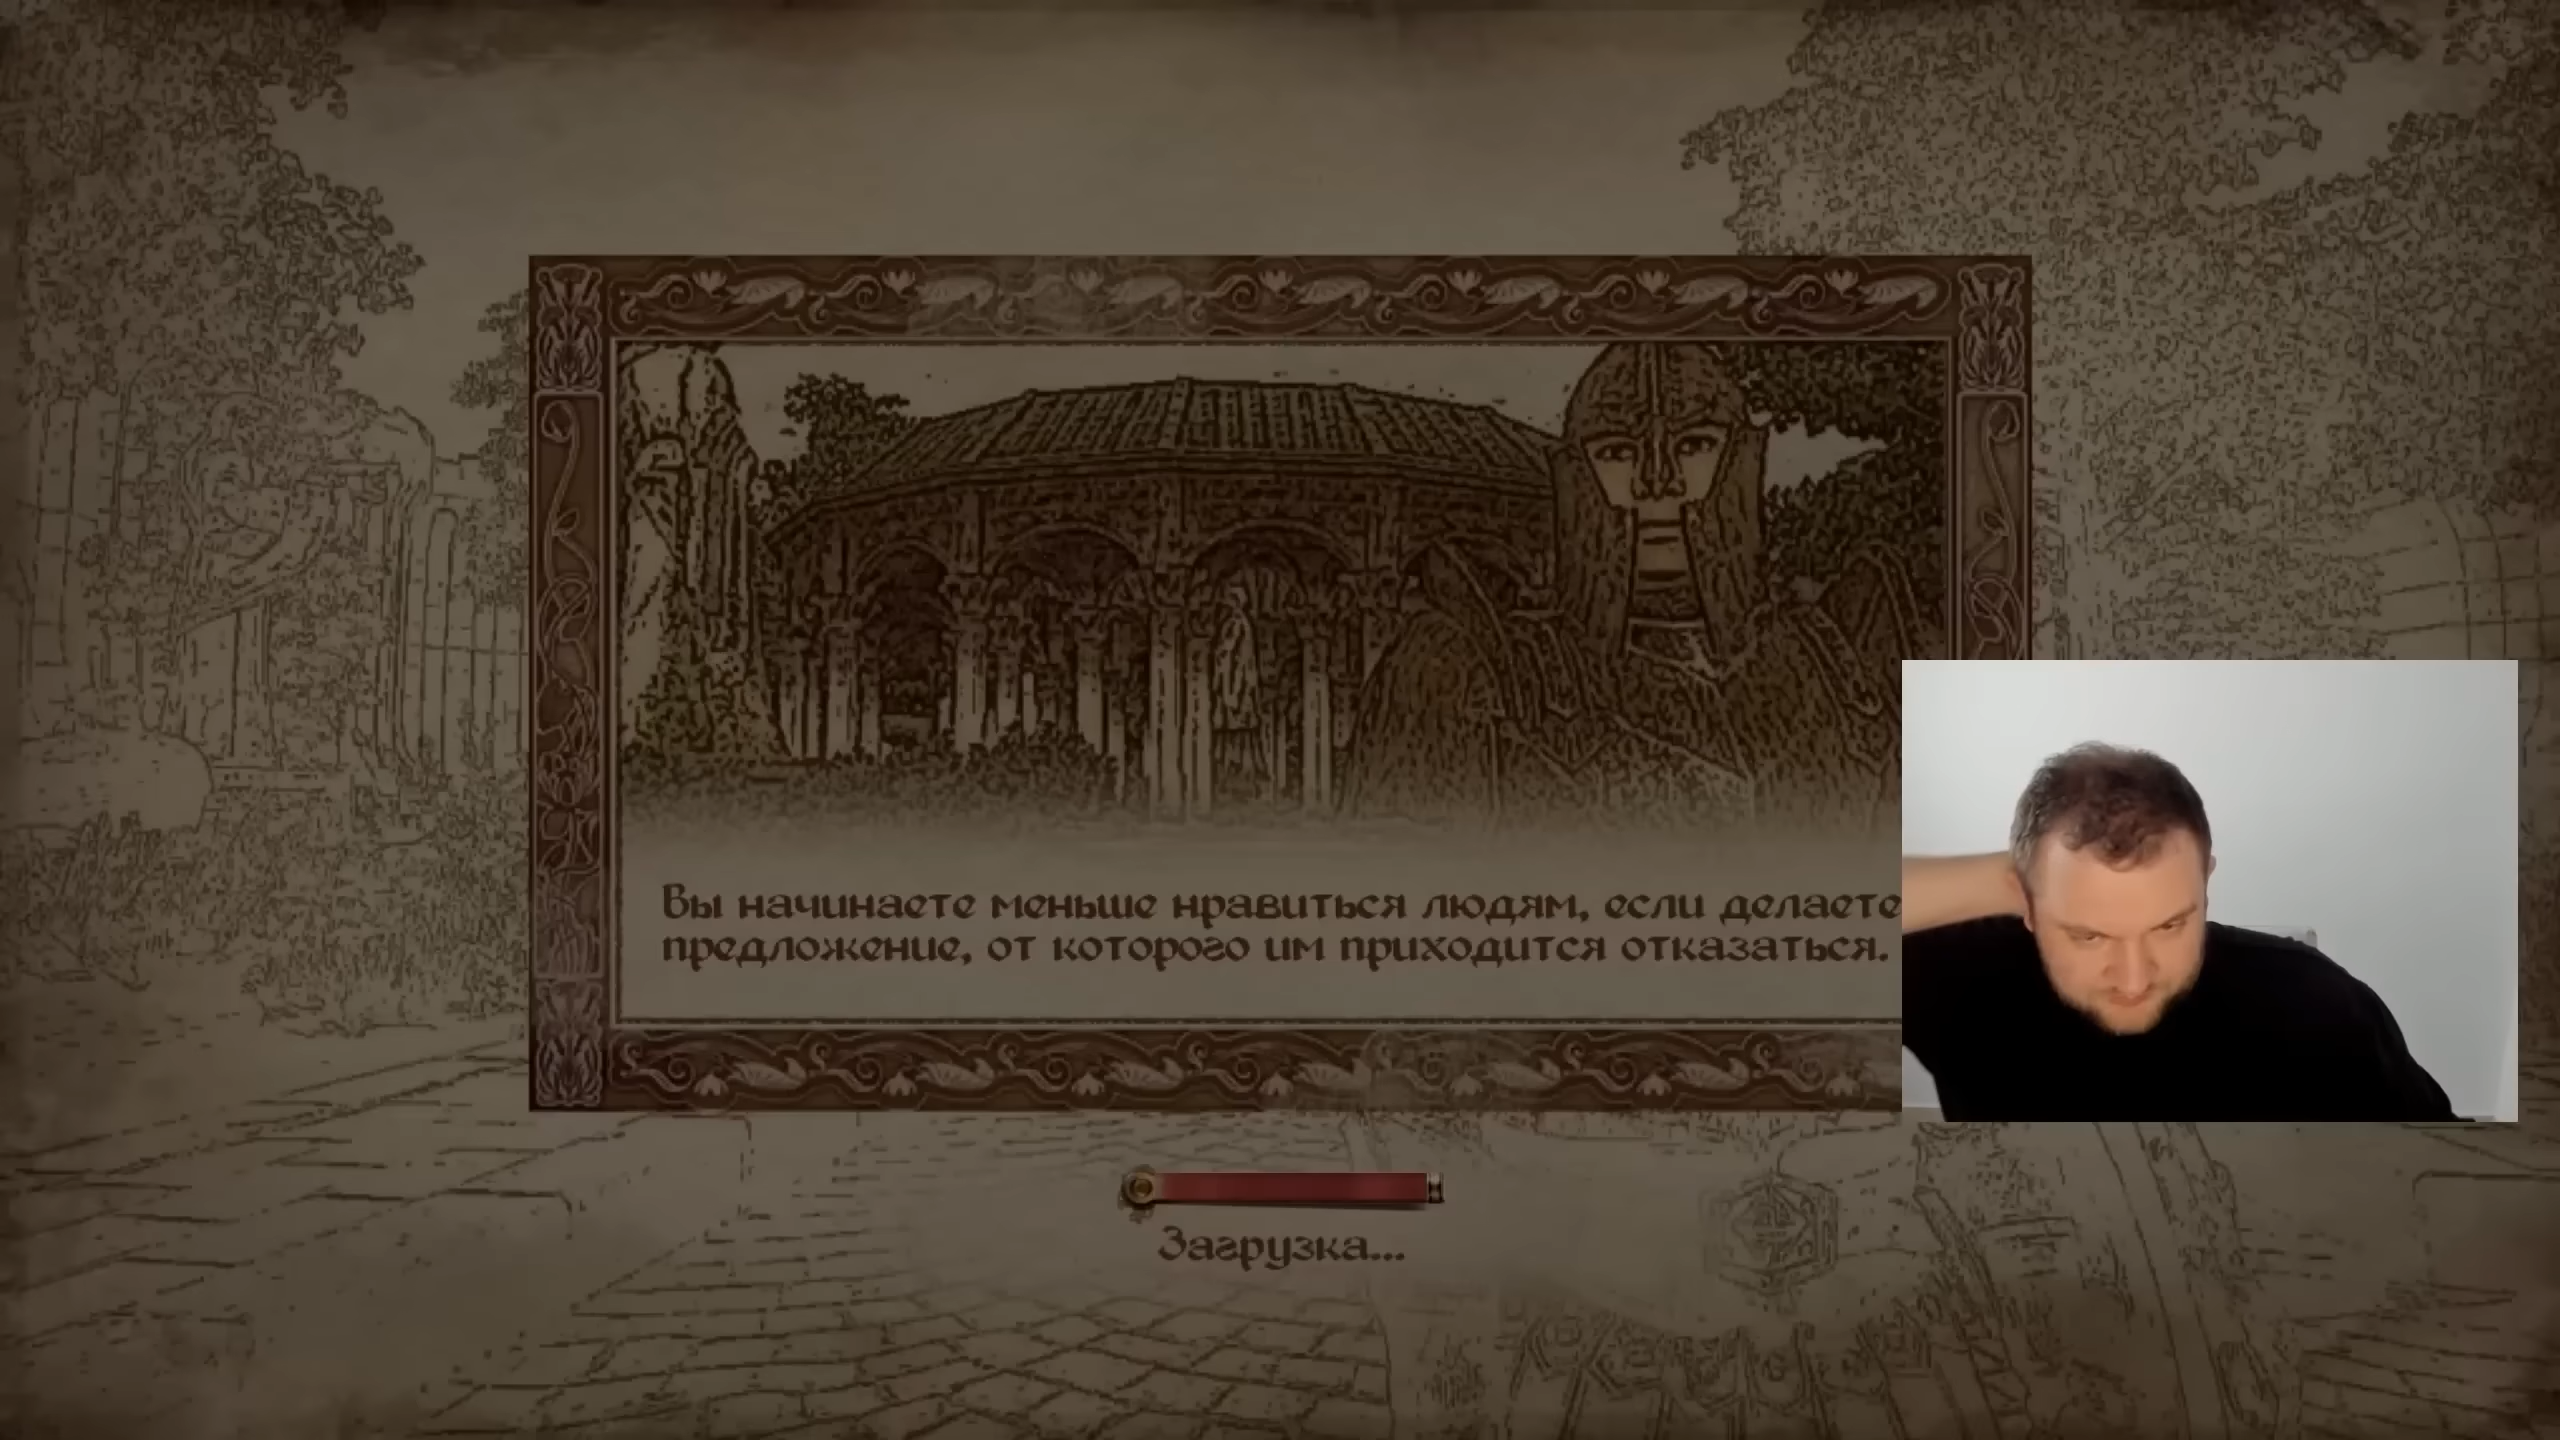 Вы начинаете меньше нравиться людям, если делаете
предложение, от которого им приходится отказаться.
Загрузка...